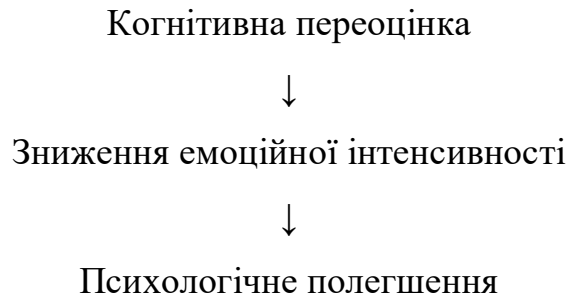 Когнітивна переоцінка
↓
Зниження емоційної інтенсивності
↓
Психологічне полегшення